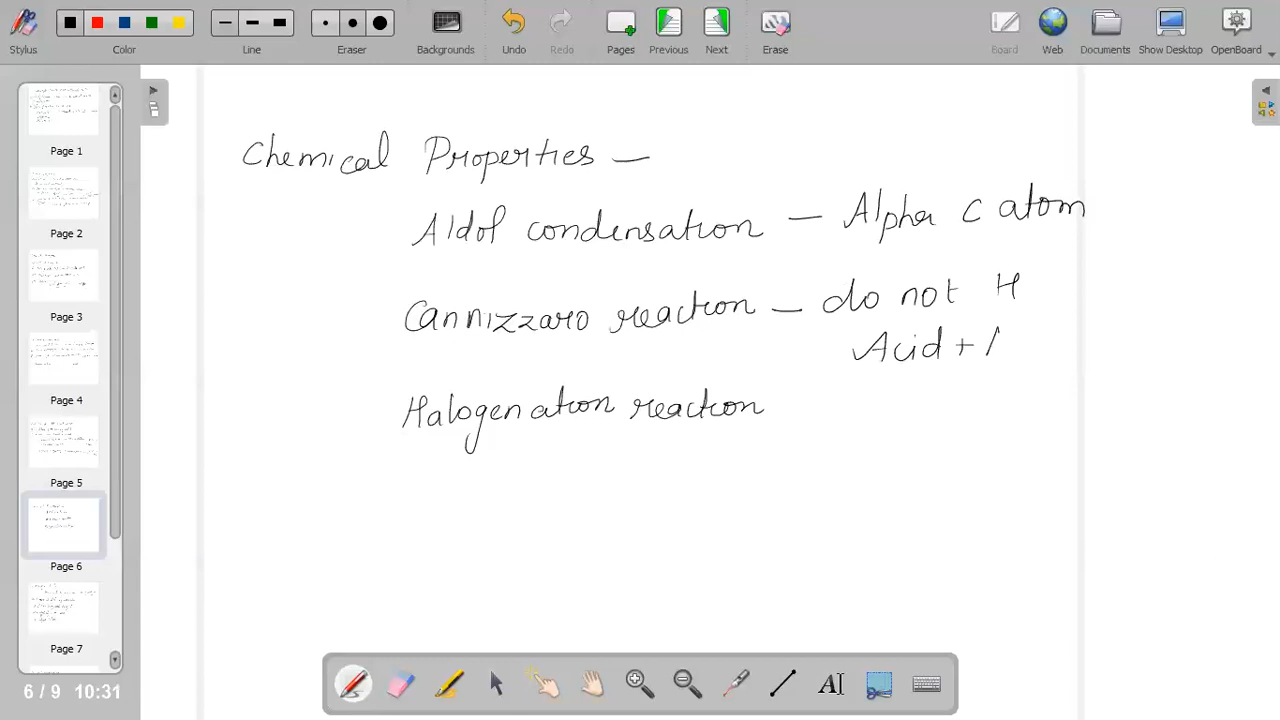 Stylus
Color
Line
Eraser
Backgrounds
Undo
Redo
Pages
Previous
Next
Erase
Board
Web
Documents
Show Desktop
OpenBoard
Page 1
Page 2
Page 3
Page 4
Page 5
Page 6
Page 7
6 / 9 10:31
Chemical Properties —
Aldol condensation — Alpha C atom
Cannizzaro reaction — do not H
Acid +
Halogenation reaction